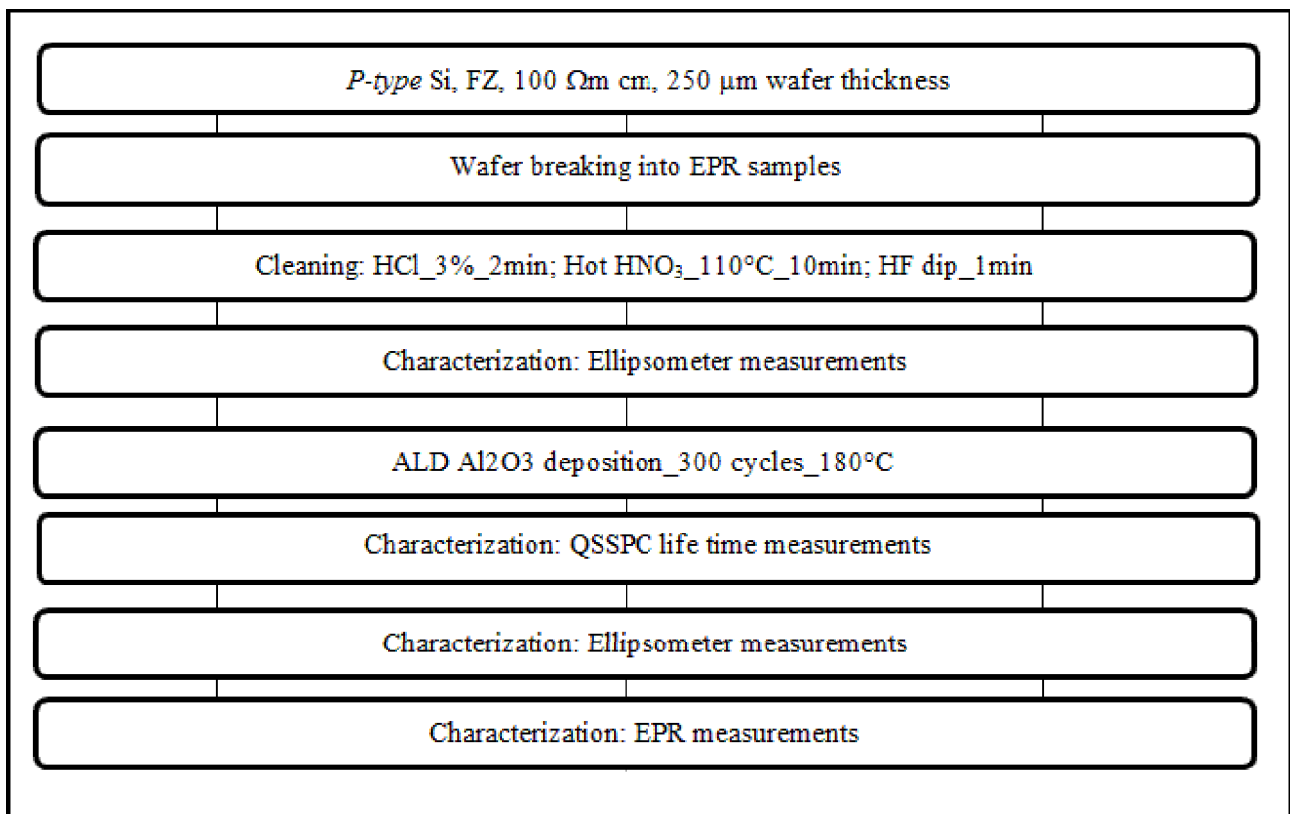 P-type Si, FZ, 100 Ωm cm, 250 µm wafer thickness
Wafer breaking into EPR samples
Cleaning: HCl_3%_2min; Hot HNO₃_110°C_10min; HF dip_1min
Characterization: Ellipsometer measurements
ALD Al2O3 deposition_300 cycles_180°C
Characterization: QSSPC life time measurements
Characterization: Ellipsometer measurements
Characterization: EPR measurements